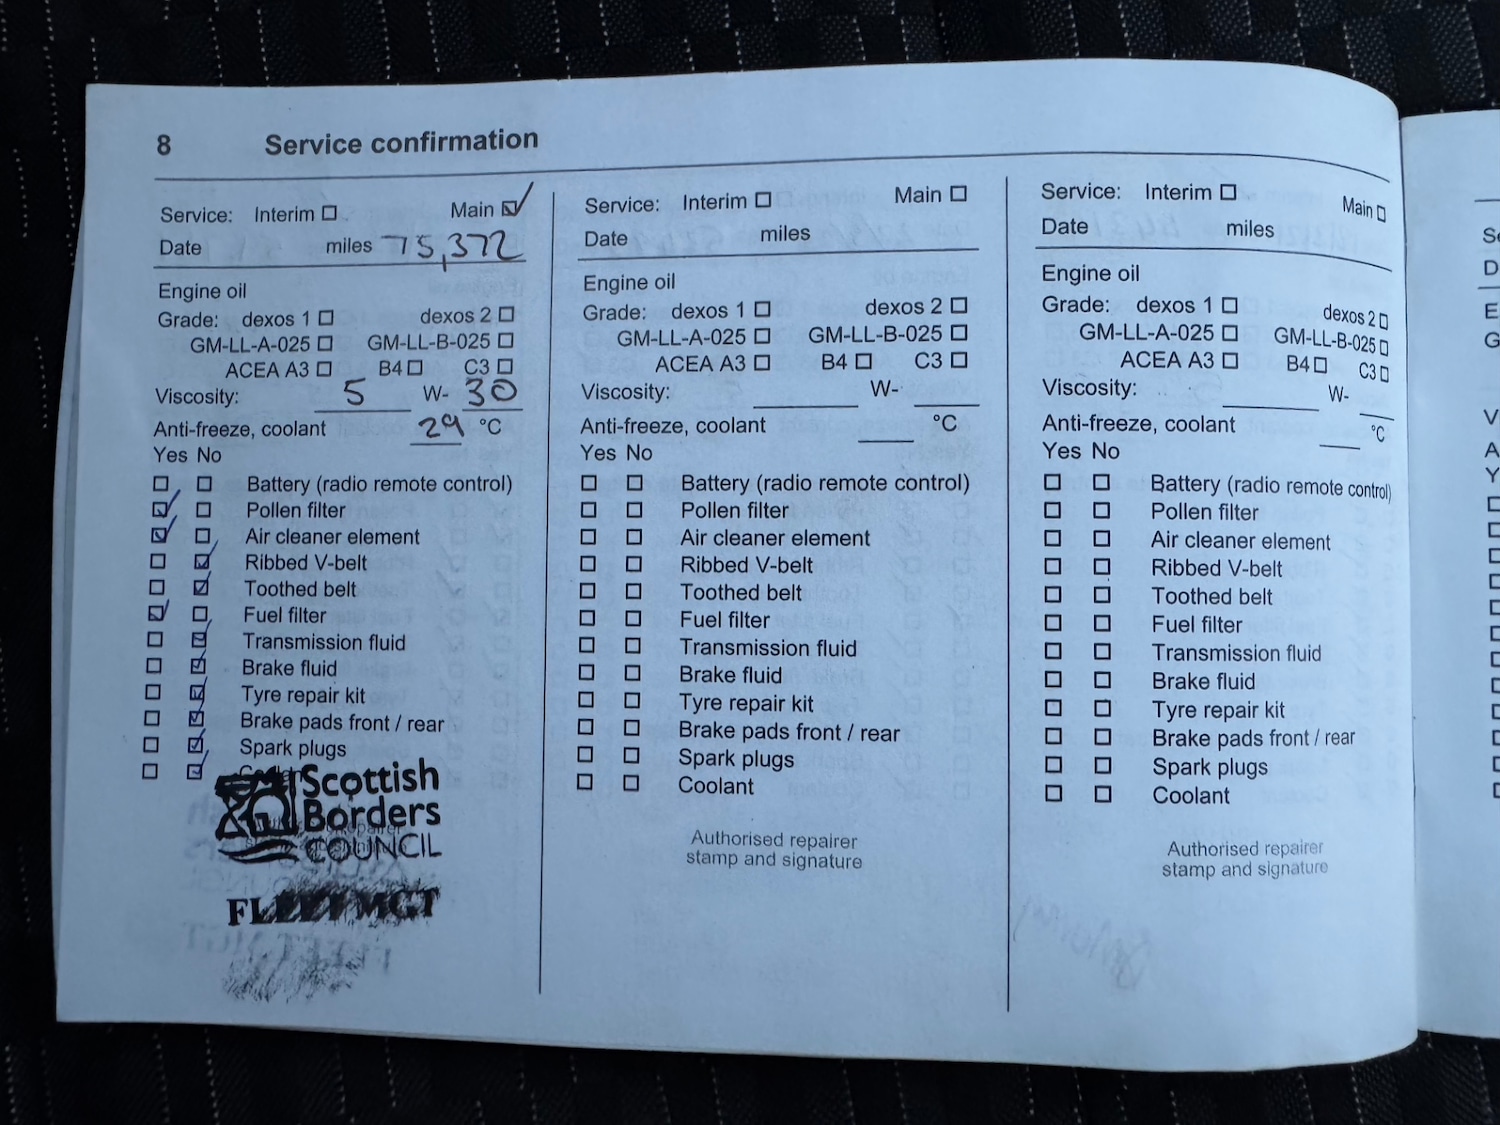 8 Service confirmation
Service: Interim Main
Date miles 75,372
Engine oil
Grade: dexos 1 dexos 2
GM-LL-A-025 GM-LL-B-025
ACEA A3 B4 C3
Viscosity: 5 W- 30
Anti-freeze, coolant 29 °C
Yes No
Battery (radio remote control)
Pollen filter
Air cleaner element
Ribbed V-belt
Toothed belt
Fuel filter
Transmission fluid
Brake fluid
Tyre repair kit
Brake pads front / rear
Spark plugs
Coolant
Scottish
Borders
COUNCIL
FLEET MGT
Service: Interim Main
Date miles
Engine oil
Grade: dexos 1 dexos 2
GM-LL-A-025 GM-LL-B-025
ACEA A3 B4 C3
Viscosity: W-
Anti-freeze, coolant °C
Yes No
Battery (radio remote control)
Pollen filter
Air cleaner element
Ribbed V-belt
Toothed belt
Fuel filter
Transmission fluid
Brake fluid
Tyre repair kit
Brake pads front / rear
Spark plugs
Coolant
Authorised repairer
stamp and signature
Service: Interim Main
Date miles
Engine oil
Grade: dexos 1 dexos 2
GM-LL-A-025 GM-LL-B-025
ACEA A3 B4 C3
Viscosity: W-
Anti-freeze, coolant °C
Yes No
Battery (radio remote control)
Pollen filter
Air cleaner element
Ribbed V-belt
Toothed belt
Fuel filter
Transmission fluid
Brake fluid
Tyre repair kit
Brake pads front / rear
Spark plugs
Coolant
Authorised repairer
stamp and signature